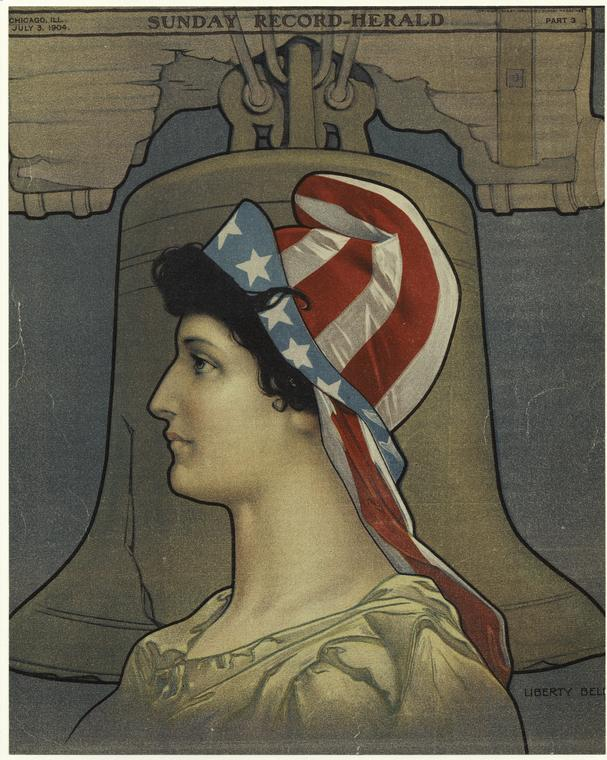 CHICAGO, ILL.
JULY 3, 1904.
SUNDAY RECORD-HERALD
PART 3
LIBERTY BELL